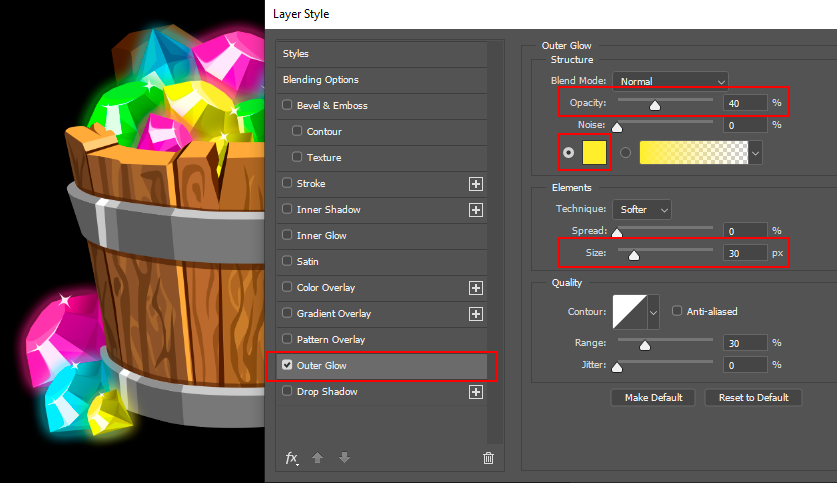 Layer Style
Styles
Blending Options
Bevel & Emboss
Contour
Texture
Stroke
Inner Shadow
Inner Glow
Satin
Color Overlay
Gradient Overlay
Pattern Overlay
Outer Glow
Drop Shadow
fx
Outer Glow
Structure
Blend Mode: Normal
Opacity: 40 %
Noise: 0 %
Elements
Technique: Softer
Spread: 0 %
Size: 30 px
Quality
Contour: Anti-aliased
Range: 30 %
Jitter: 0 %
Make Default Reset to Default